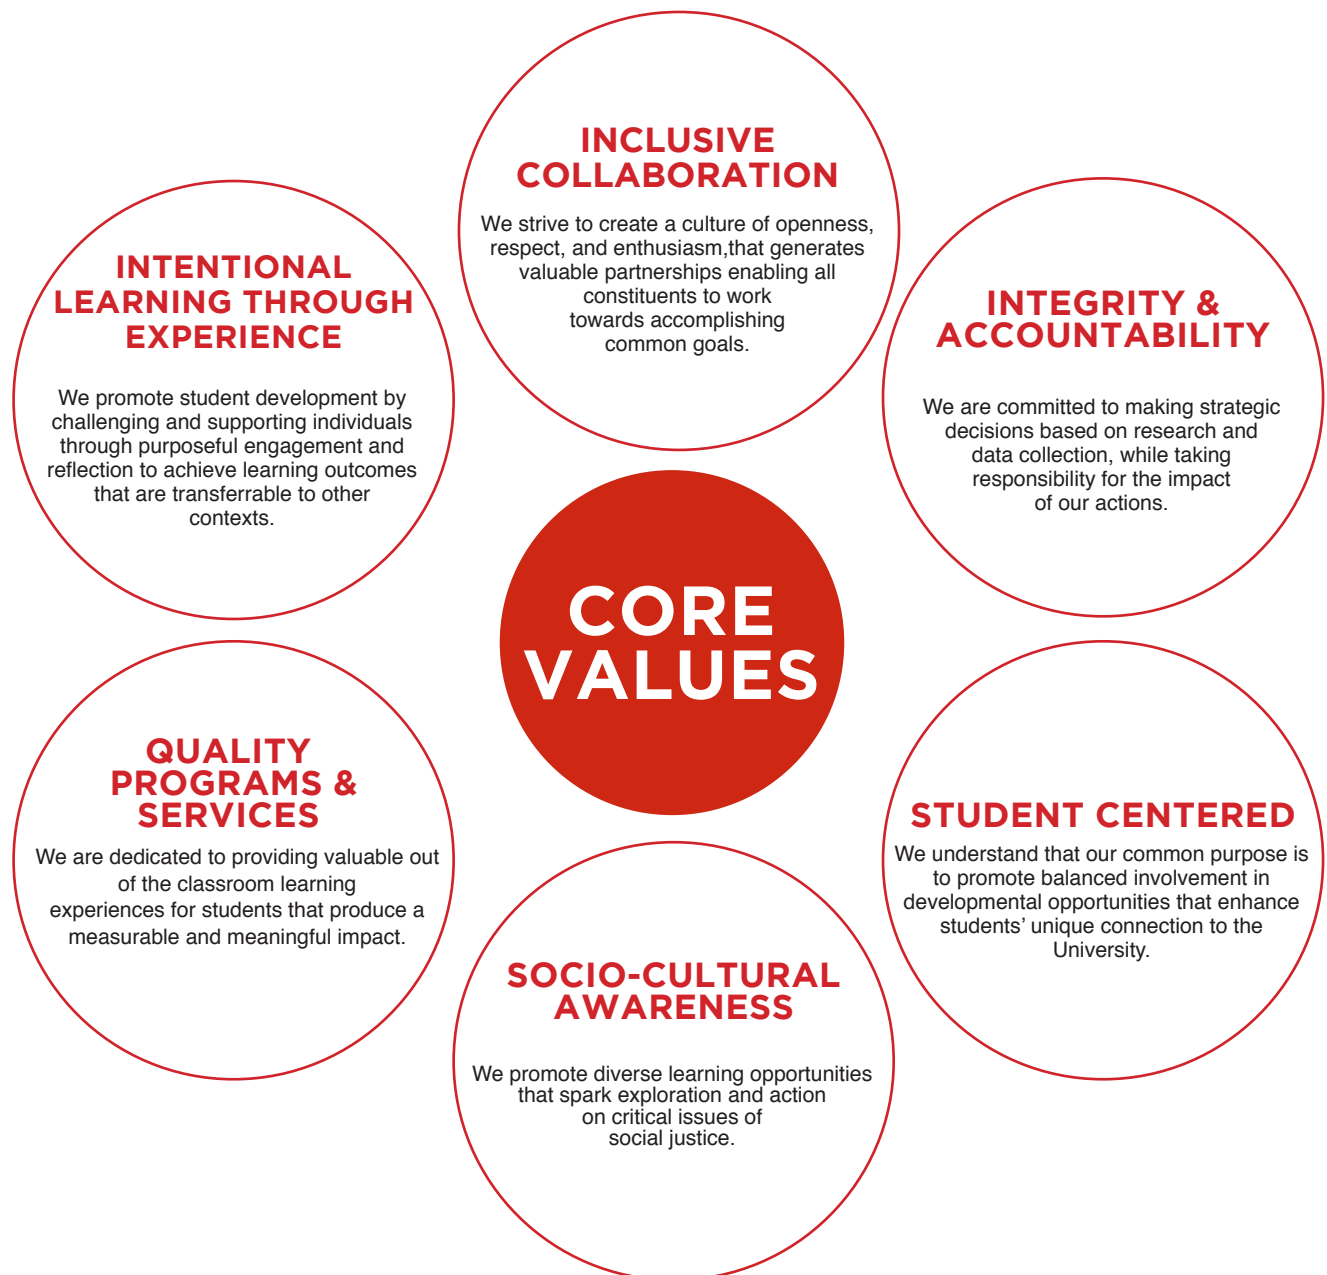 INCLUSIVE
COLLABORATION
We strive to create a culture of openness,
respect, and enthusiasm,that generates
valuable partnerships enabling all
constituents to work
towards accomplishing
common goals.
INTENTIONAL
LEARNING THROUGH
EXPERIENCE
We promote student development by
challenging and supporting individuals
through purposeful engagement and
reflection to achieve learning outcomes
that are transferrable to other
contexts.
INTEGRITY &
ACCOUNTABILITY
We are committed to making strategic
decisions based on research and
data collection, while taking
responsibility for the impact
of our actions.
CORE
VALUES
QUALITY
PROGRAMS &
SERVICES
We are dedicated to providing valuable out
of the classroom learning
experiences for students that produce a
measurable and meaningful impact.
STUDENT CENTERED
We understand that our common purpose is
to promote balanced involvement in
developmental opportunities that enhance
students’ unique connection to the
University.
SOCIO-CULTURAL
AWARENESS
We promote diverse learning opportunities
that spark exploration and action
on critical issues of
social justice.